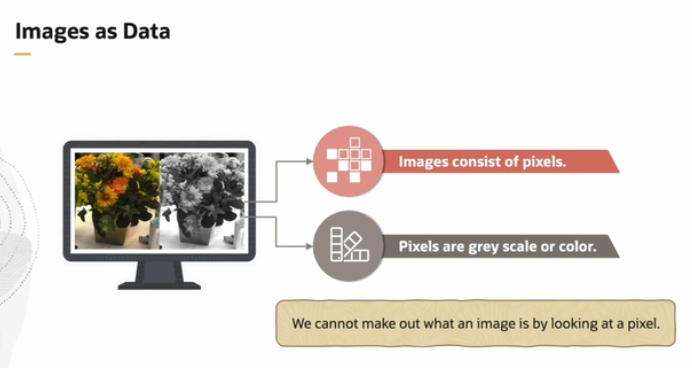 Images as Data
Images consist of pixels.
Pixels are grey scale or color.
We cannot make out what an image is by looking at a pixel.